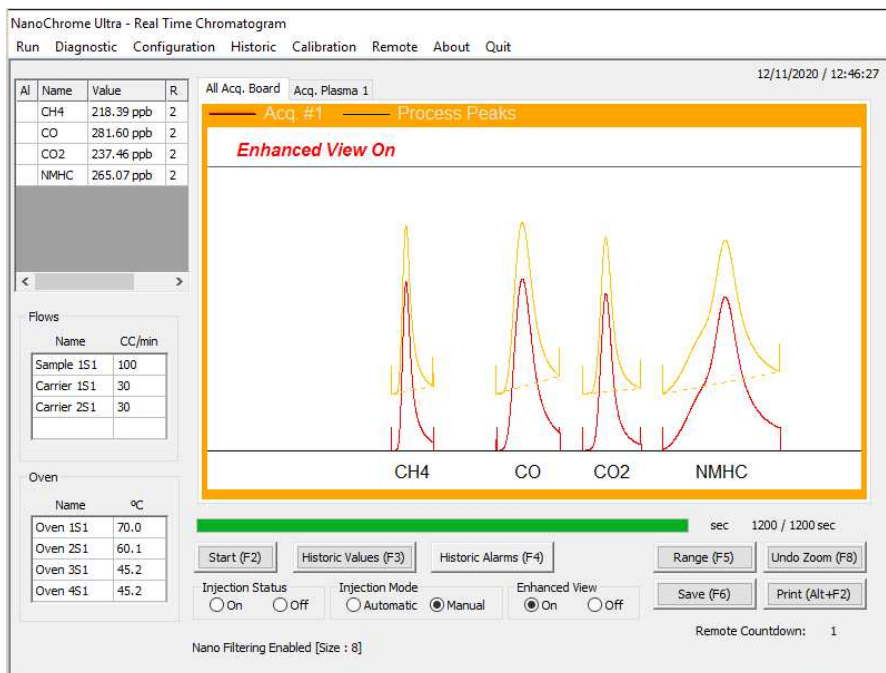 NanoChrome Ultra - Real Time Chromatogram
Run Diagnostic Configuration Historic Calibration Remote About Quit
12/11/2020 / 12:46:27
Al Name Value R
CH4 218.39 ppb 2
CO 281.60 ppb 2
CO2 237.46 ppb 2
NMHC 265.07 ppb 2
All Acq. Board Acq. Plasma 1
Acq. #1 Process Peaks
Enhanced View On
CH4 CO CO2 NMHC
Flows
Name CC/min
Sample 1S1 100
Carrier 1S1 30
Carrier 2S1 30
Oven
Name ºC
Oven 1S1 70.0
Oven 2S1 60.1
Oven 3S1 45.2
Oven 4S1 45.2
sec 1200 / 1200 sec
Start (F2) Historic Values (F3) Historic Alarms (F4) Range (F5) Undo Zoom (F8)
Injection Status Injection Mode Enhanced View
On Off Automatic Manual On Off
Save (F6) Print (Alt+F2)
Remote Countdown: 1
Nano Filtering Enabled [Size : 8]